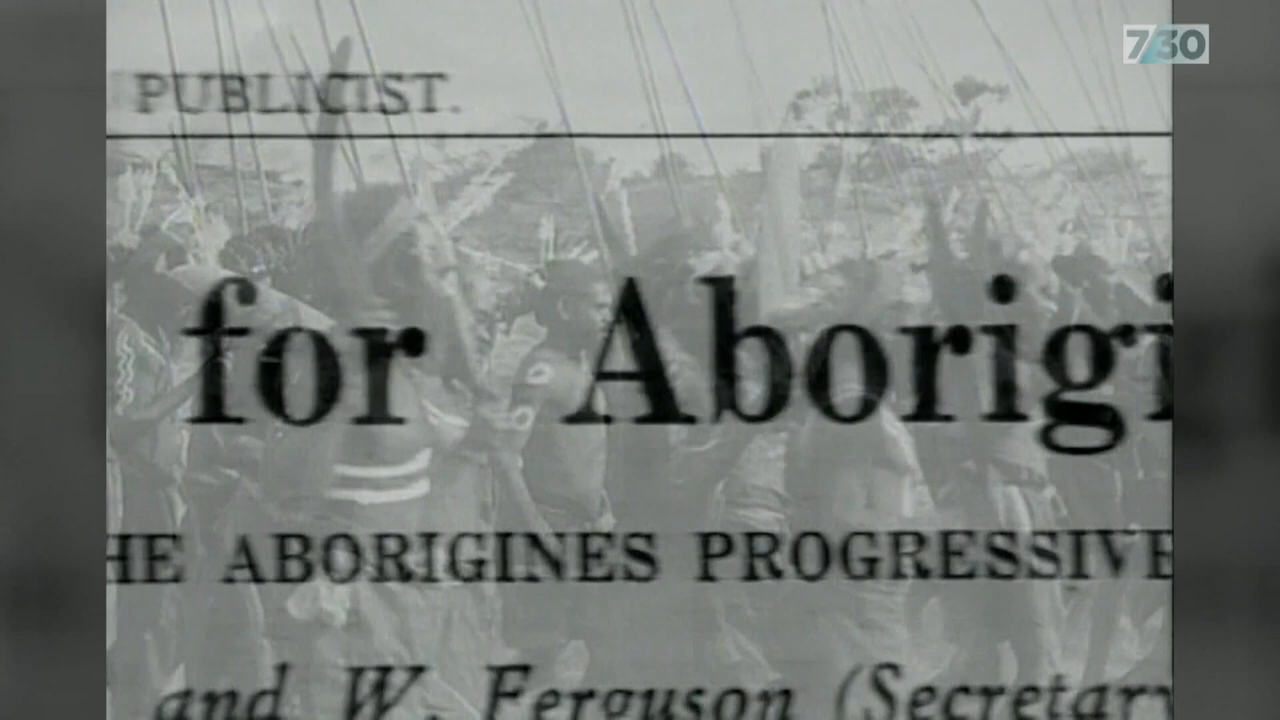 7.30
PUBLICIST.
for Aborigi
HE ABORIGINES PROGRESSIVE
and W. Ferguson (Secretary